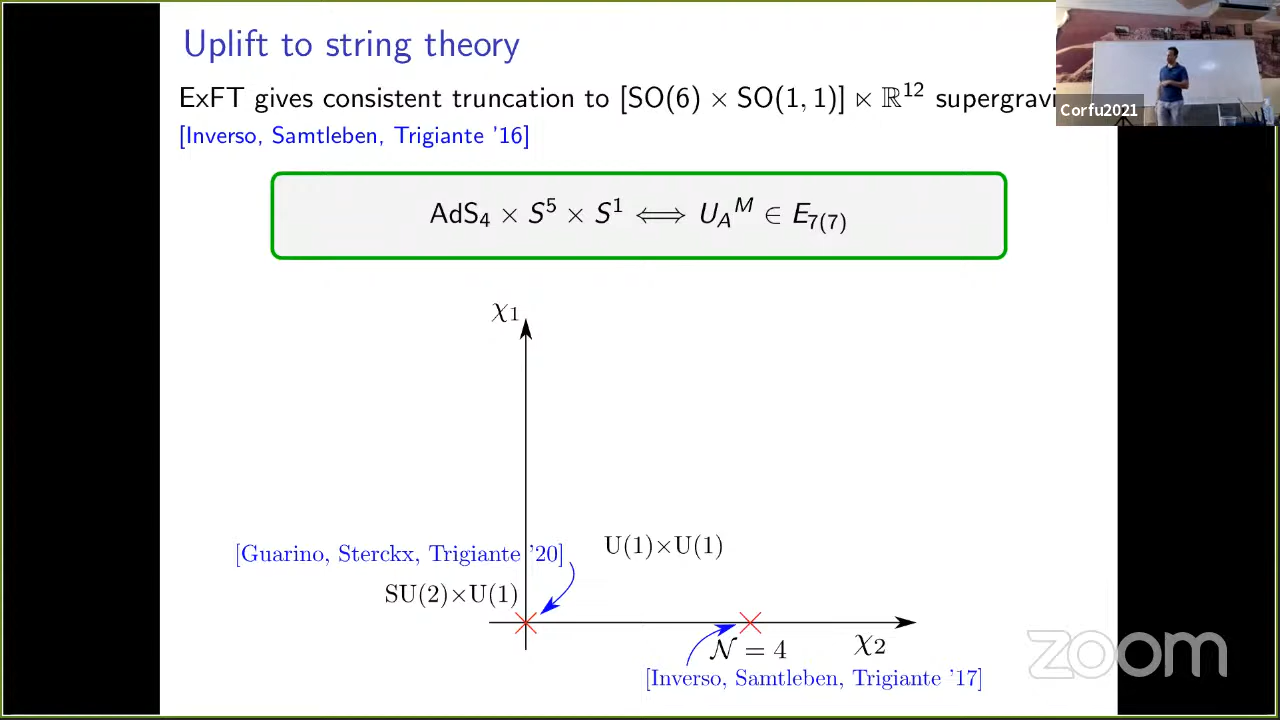 Uplift to string theory
ExFT gives consistent truncation to [SO(6) × SO(1, 1)] ⋉ ℝ¹²
[Inverso, Samtleben, Trigiante '16]
Corfu2021
AdS₄ × S⁵ × S¹ ⟺ U_A^M ∈ E₇₍₇₎
χ₁
U(1)×U(1)
[Guarino, Sterckx, Trigiante '20]
SU(2)×U(1)
𝒩 = 4
χ₂
[Inverso, Samtleben, Trigiante '17]
zoom